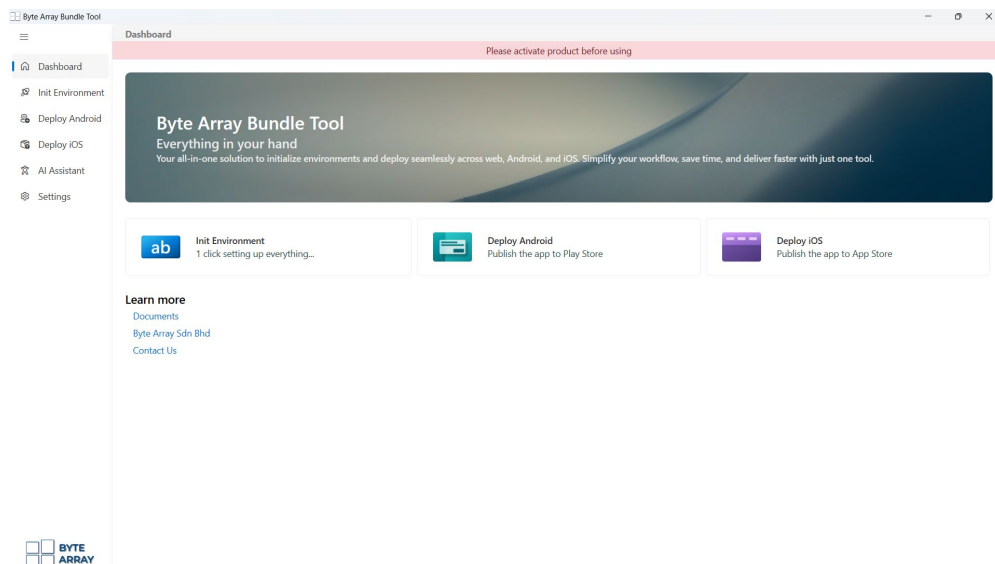 Byte Array Bundle Tool
Dashboard
Please activate product before using
Dashboard
Init Environment
Deploy Android
Deploy iOS
AI Assistant
Settings
Byte Array Bundle Tool
Everything in your hand
Your all-in-one solution to initialize environments and deploy seamlessly across web, Android, and iOS. Simplify your workflow, save time, and deliver faster with just one tool.
ab
Init Environment
1 click setting up everything...
Deploy Android
Publish the app to Play Store
Deploy iOS
Publish the app to App Store
Learn more
Documents
Byte Array Sdn Bhd
Contact Us
BYTE
ARRAY